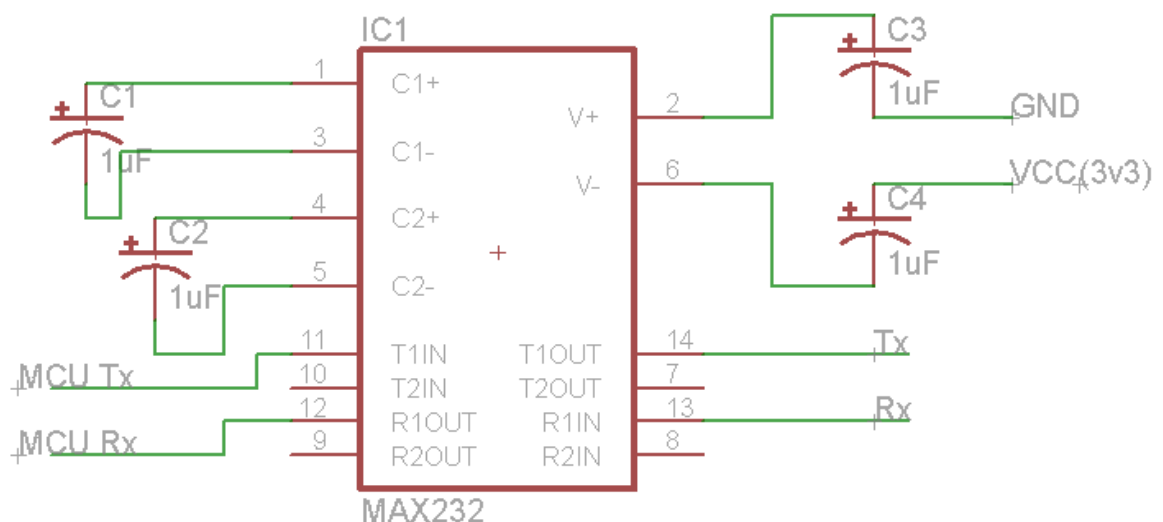 IC1
C3
1 C1+
C1
1uF
GND
V+ 2
3 C1-
1uF
VCC(3v3)
V- 6
4 C2+
C2
C4
1uF
5 C2-
1uF
11 T1IN T1OUT 14 Tx
MCU Tx 10 T2IN T2OUT 7
12 R1OUT R1IN 13 Rx
MCU Rx 9 R2OUT R2IN 8
MAX232